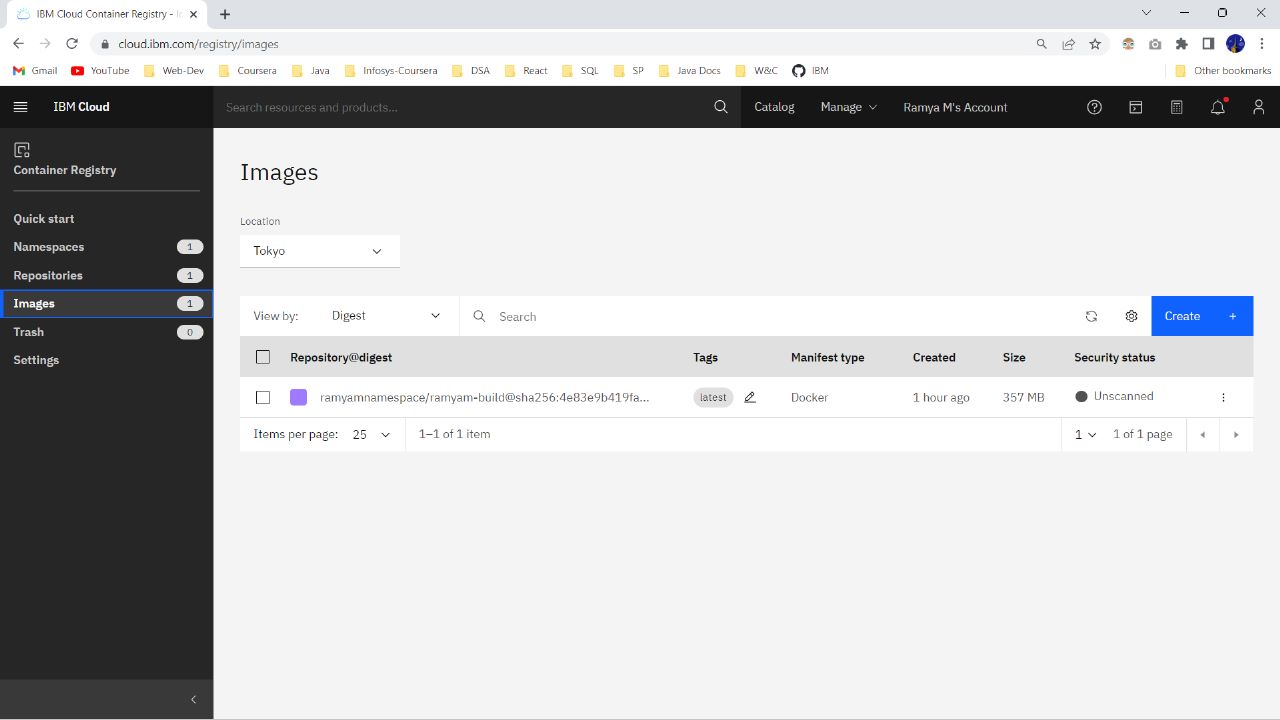 IBM Cloud Container Registry - I
cloud.ibm.com/registry/images
Gmail YouTube Web-Dev Coursera Java Infosys-Coursera DSA React SQL SP Java Docs W&C IBM Other bookmarks
IBM Cloud Search resources and products... Catalog Manage Ramya M's Account
Container Registry
Quick start
Namespaces 1
Repositories 1
Images 1
Trash 0
Settings
Images
Location
Tokyo
View by: Digest Search Create +
Repository@digest Tags Manifest type Created Size Security status
ramyamnamespace/ramyam-build@sha256:4e83e9b419fa... latest Docker 1 hour ago 357 MB Unscanned
Items per page: 25 1–1 of 1 item 1 1 of 1 page